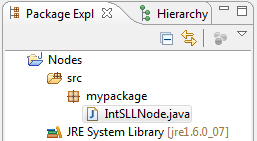 Package Expl
Hierarchy
Nodes
src
mypackage
IntSLLNode.java
JRE System Library [jre1.6.0_07]